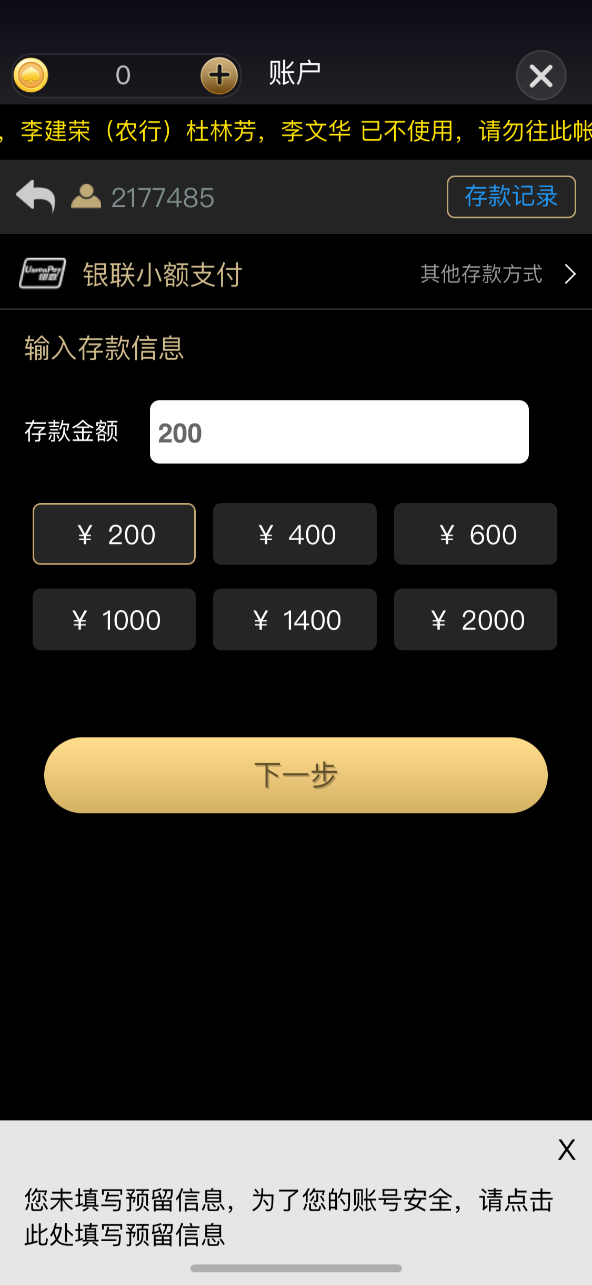 0
账户
，李建荣（农行）杜林芳，李文华 已不使用，请勿往此帐
2177485
存款记录
UnionPay
银联
银联小额支付
其他存款方式
输入存款信息
存款金额
200
¥ 200
¥ 400
¥ 600
¥ 1000
¥ 1400
¥ 2000
下一步
X
您未填写预留信息，为了您的账号安全，请点击
此处填写预留信息